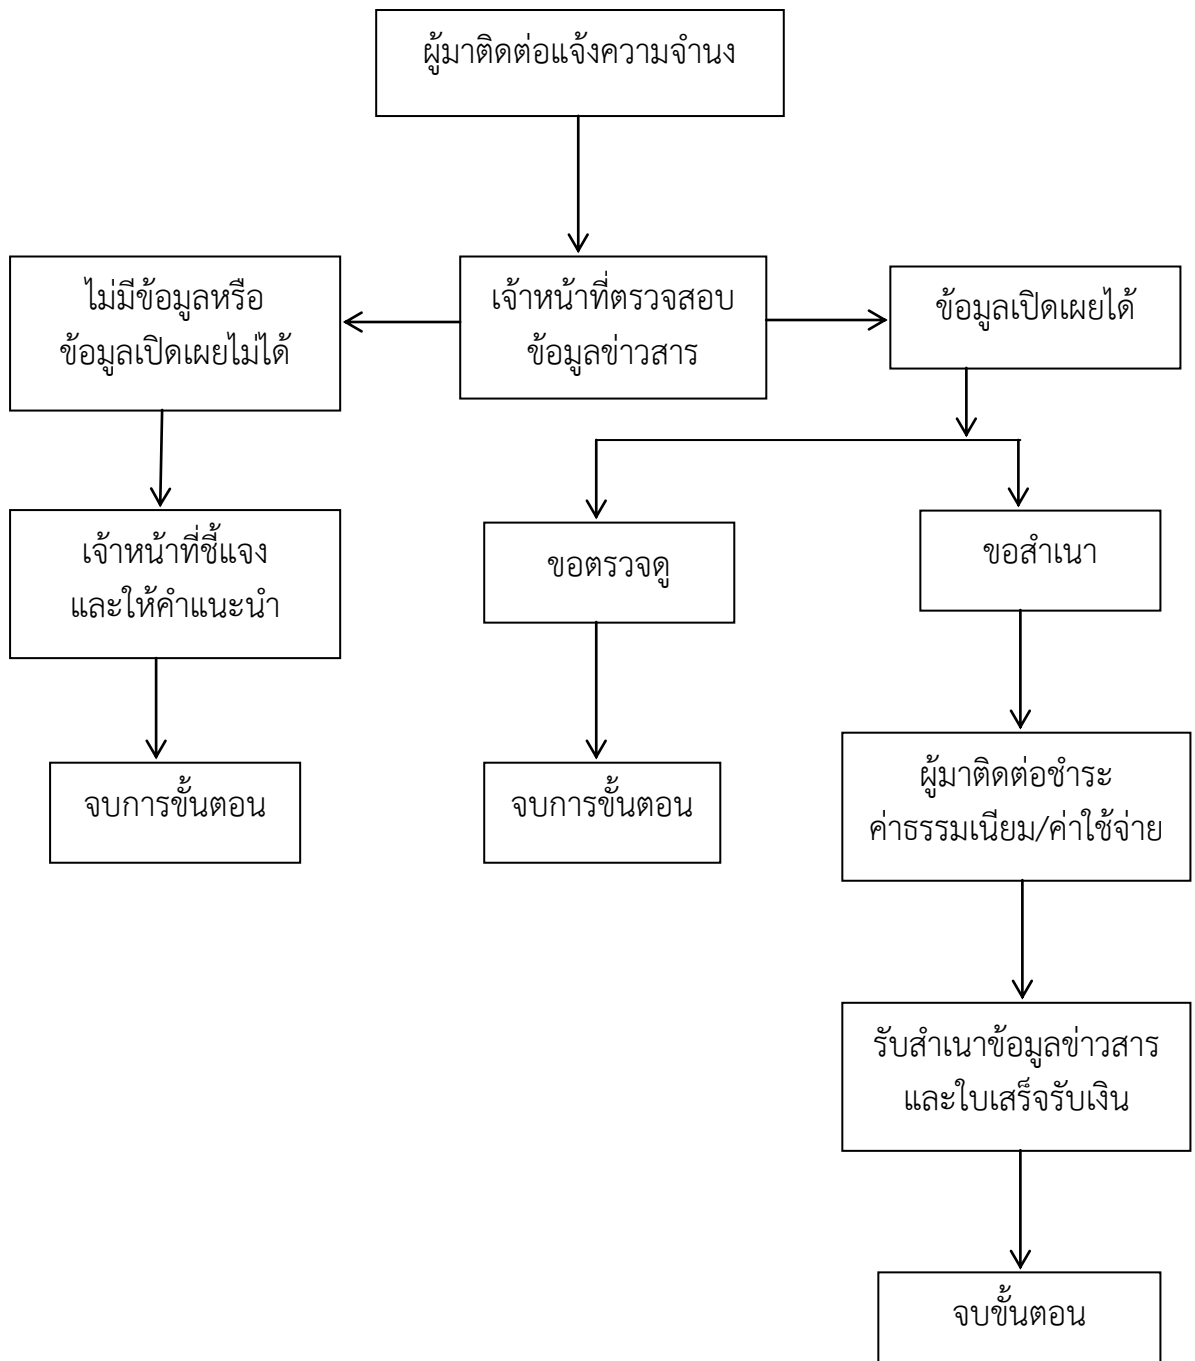 ผู้มาติดต่อแจ้งความจำนง
ไม่มีข้อมูลหรือ
ข้อมูลเปิดเผยไม่ได้
เจ้าหน้าที่ตรวจสอบ
ข้อมูลข่าวสาร
ข้อมูลเปิดเผยได้
เจ้าหน้าที่ชี้แจง
และให้คำแนะนำ
ขอตรวจดู
ขอสำเนา
จบการขั้นตอน
จบการขั้นตอน
ผู้มาติดต่อชำระ
ค่าธรรมเนียม/ค่าใช้จ่าย
รับสำเนาข้อมูลข่าวสาร
และใบเสร็จรับเงิน
จบขั้นตอน